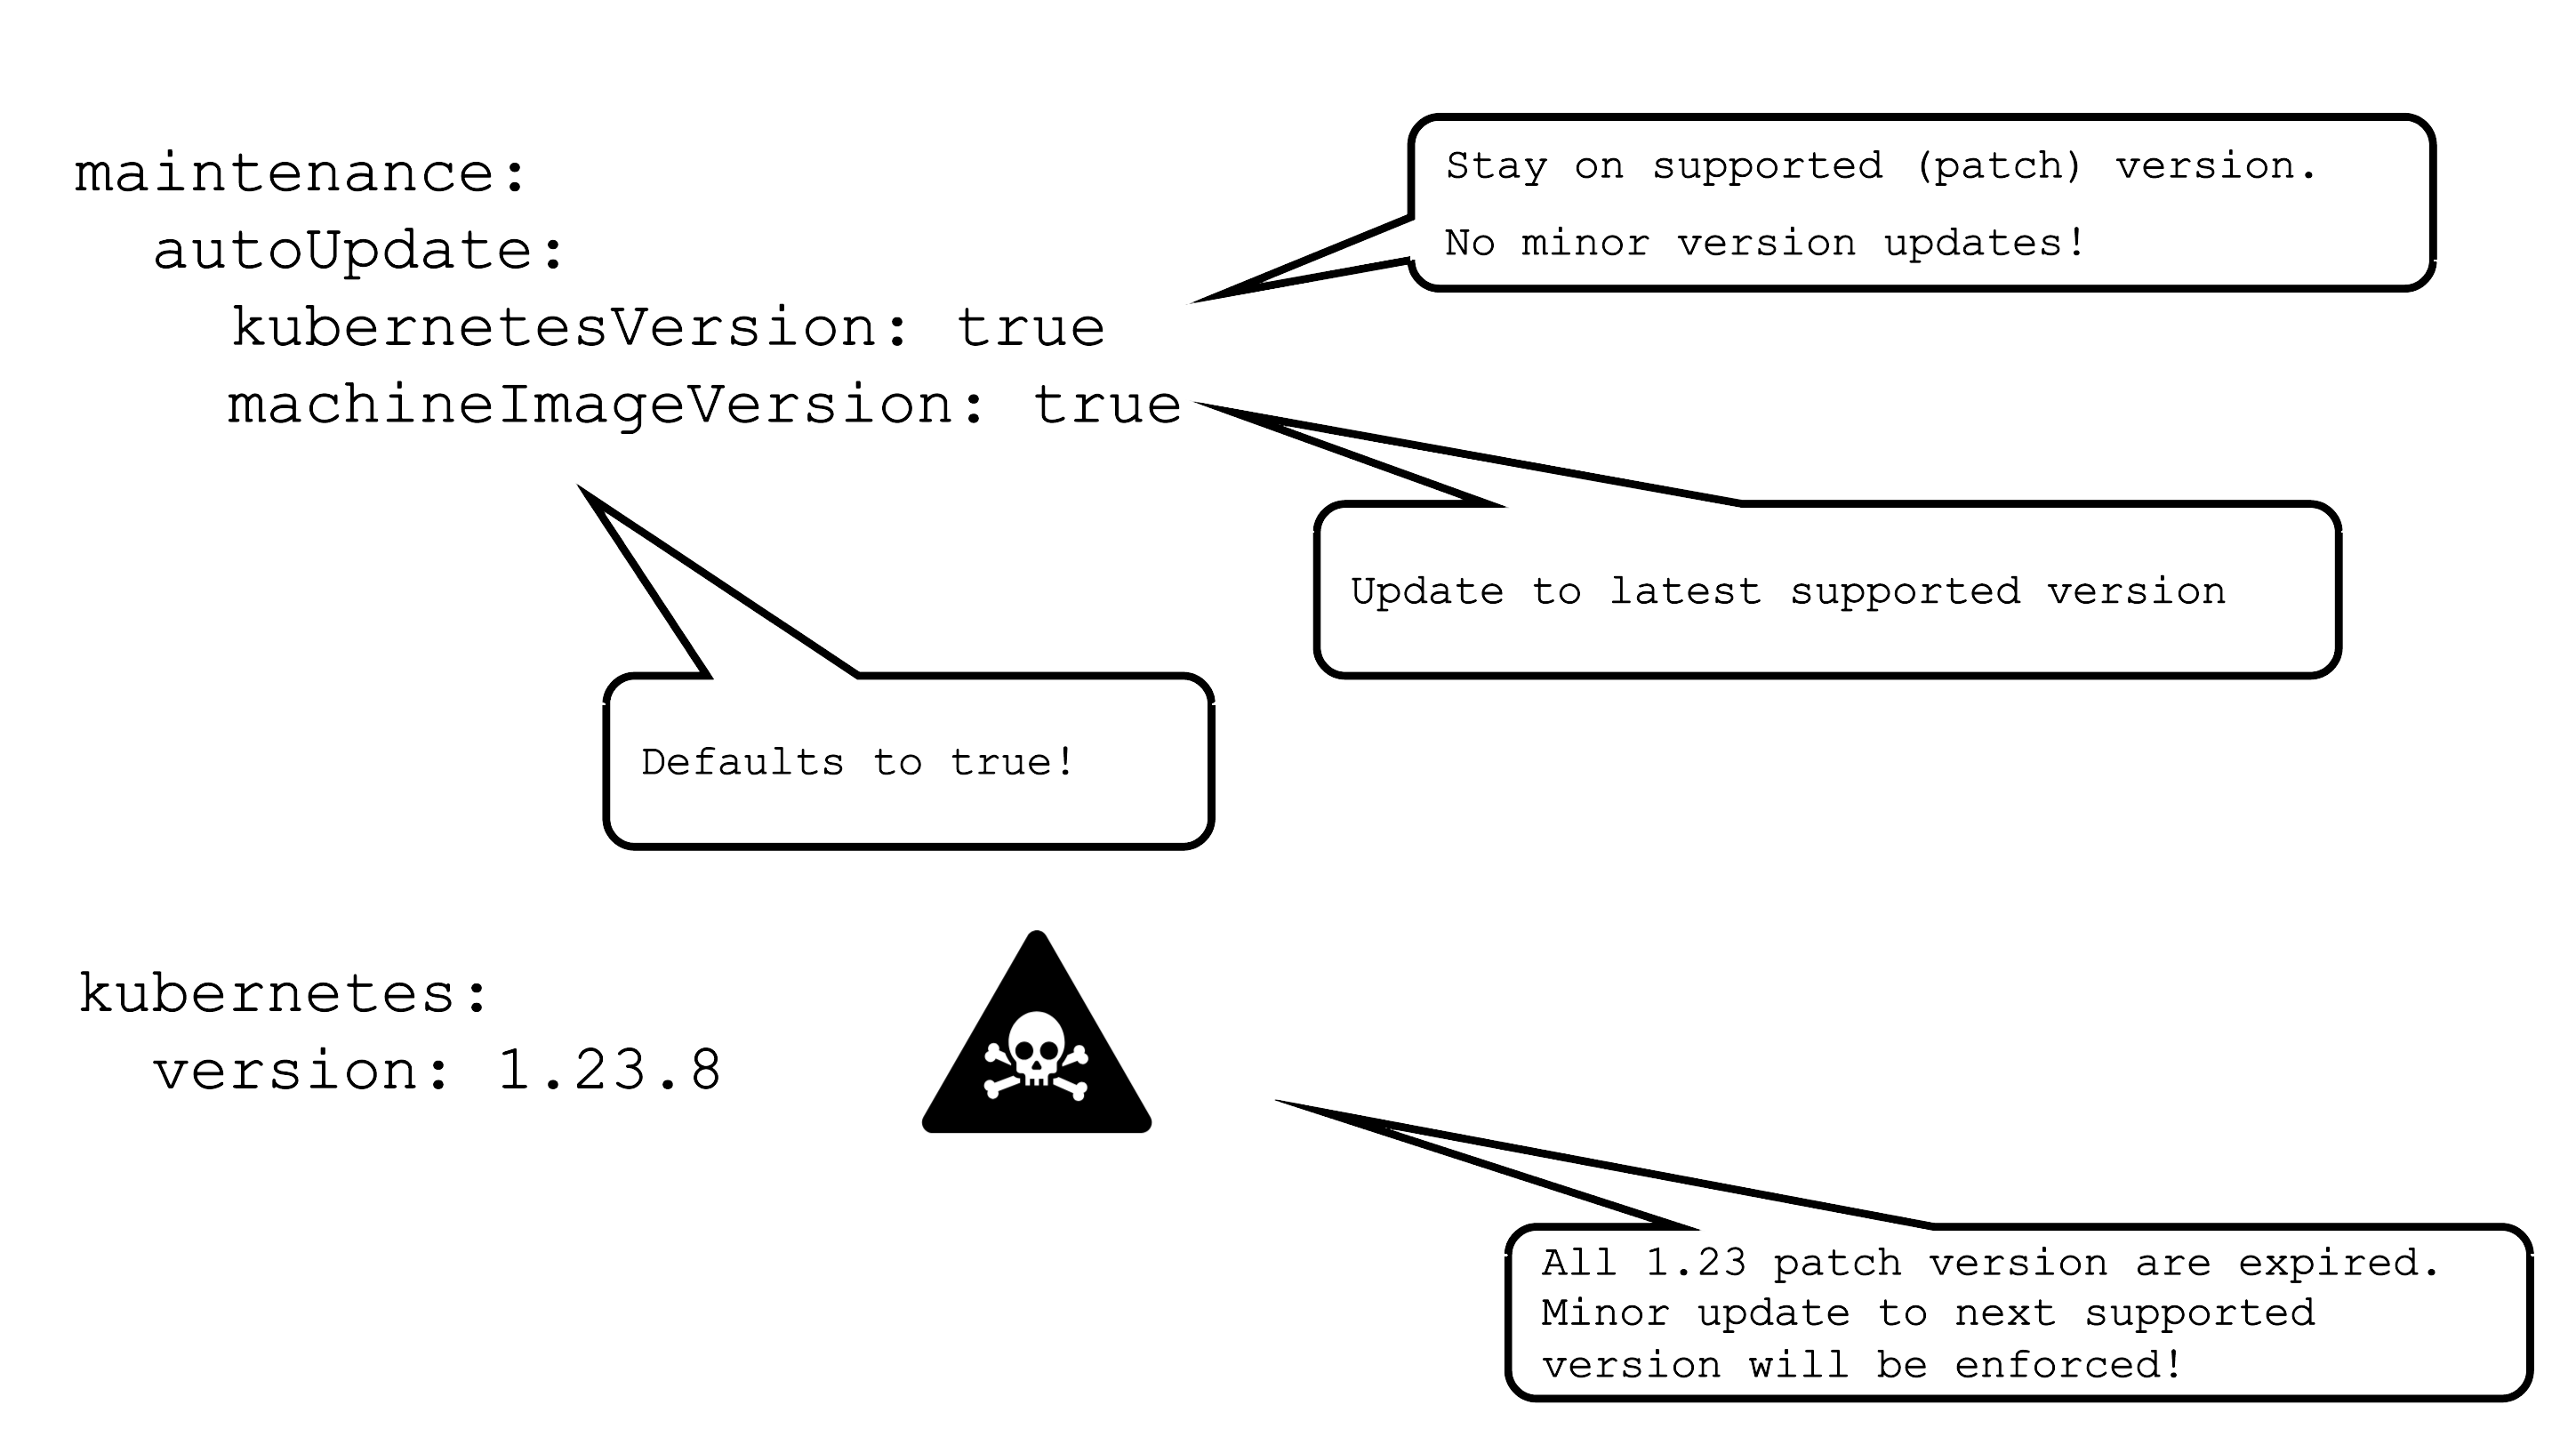 maintenance:
autoUpdate:
kubernetesVersion: true
machineImageVersion: true
Stay on supported (patch) version.
No minor version updates!
Update to latest supported version
Defaults to true!
kubernetes:
version: 1.23.8
All 1.23 patch version are expired.
Minor update to next supported
version will be enforced!